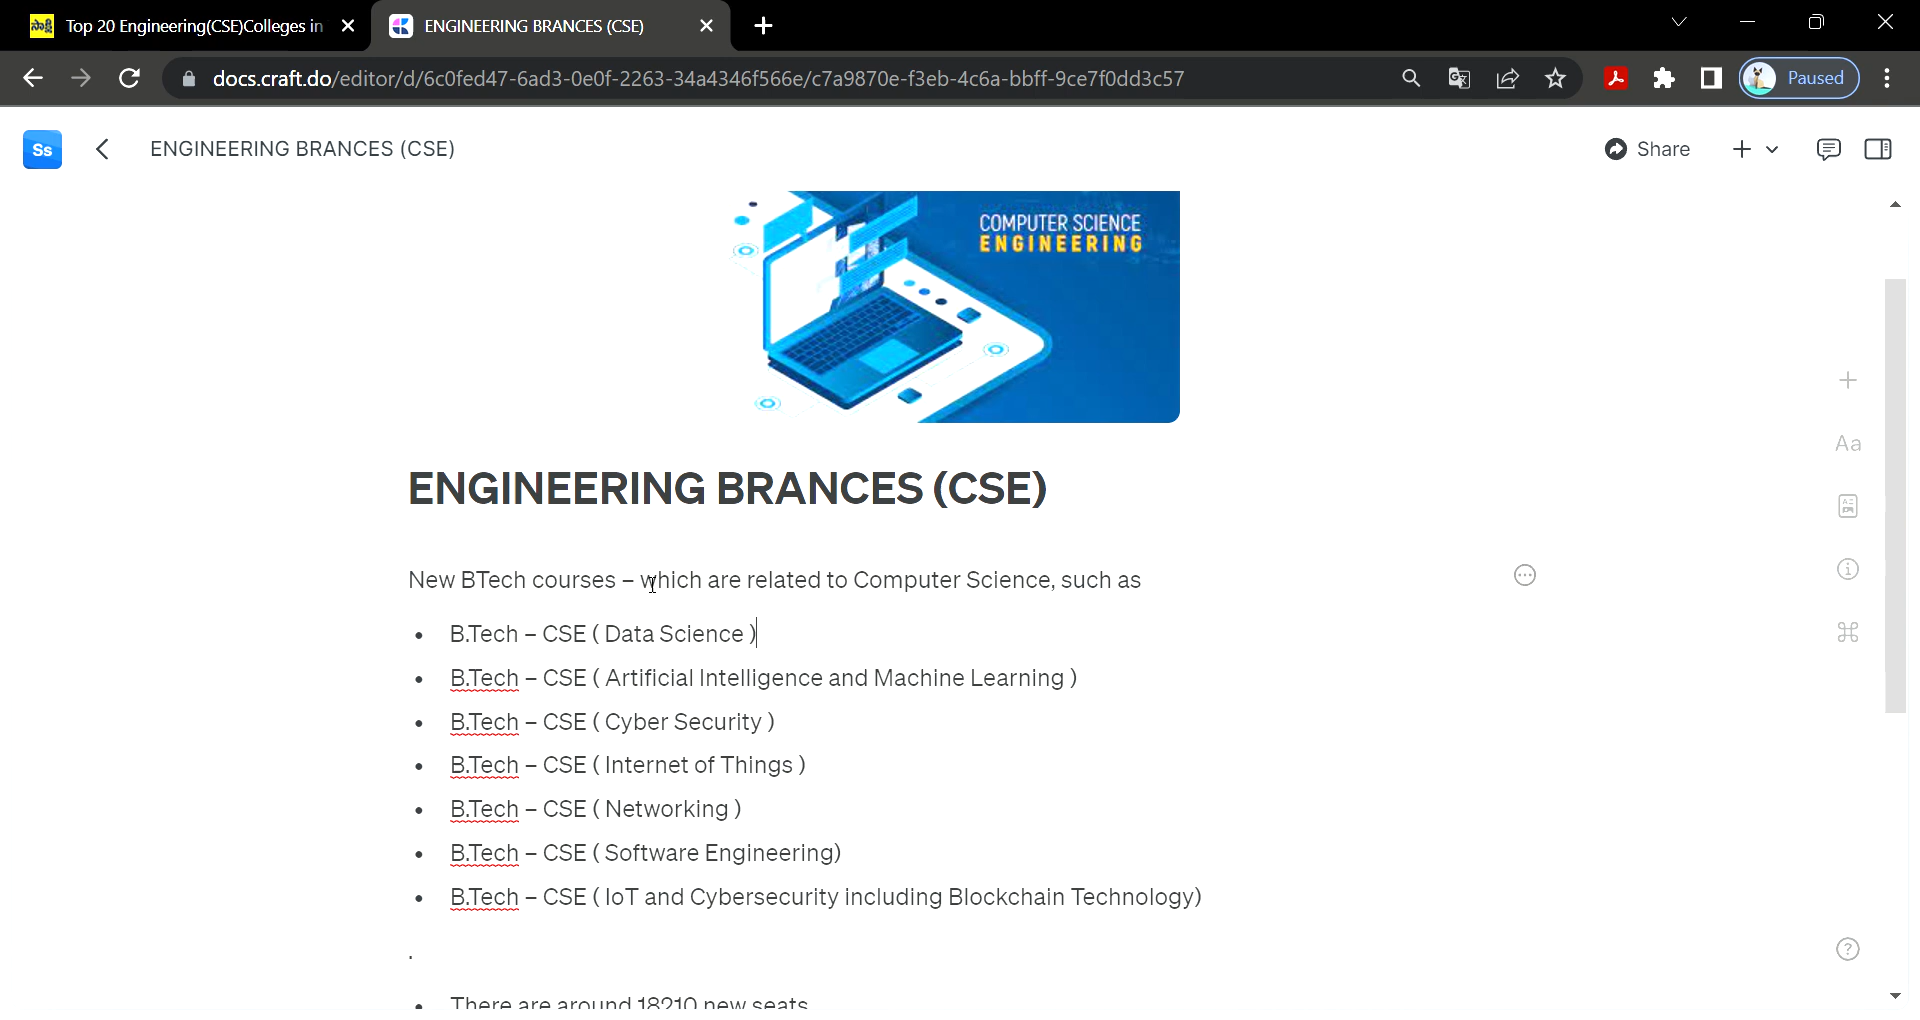 సాక్షి Top 20 Engineering(CSE)Colleges in
ENGINEERING BRANCES (CSE)
docs.craft.do/editor/d/6c0fed47-6ad3-0e0f-2263-34a4346f566e/c7a9870e-f3eb-4c6a-bbff-9ce7f0dd3c57
Paused
Ss
ENGINEERING BRANCES (CSE)
Share
COMPUTER SCIENCE
ENGINEERING
ENGINEERING BRANCES (CSE)
New BTech courses – which are related to Computer Science, such as
• B.Tech – CSE ( Data Science )
• B.Tech – CSE ( Artificial Intelligence and Machine Learning )
• B.Tech – CSE ( Cyber Security )
• B.Tech – CSE ( Internet of Things )
• B.Tech – CSE ( Networking )
• B.Tech – CSE ( Software Engineering)
• B.Tech – CSE ( IoT and Cybersecurity including Blockchain Technology)
.
• There are around 18210 new seats
Aa